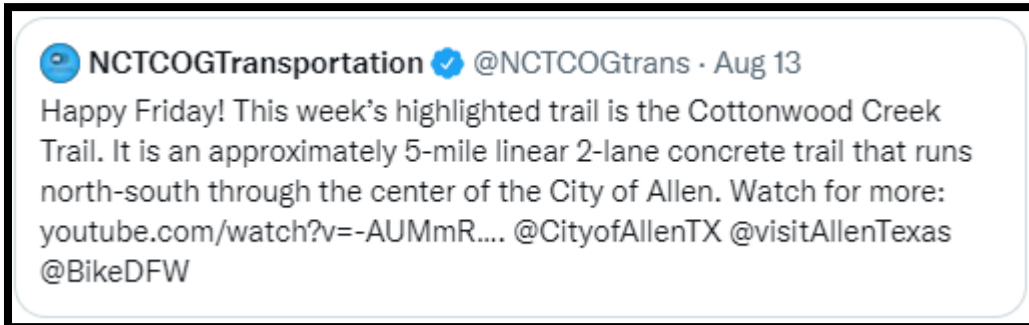 NCTCOGTransportation @NCTCOGtrans · Aug 13
Happy Friday! This week’s highlighted trail is the Cottonwood Creek
Trail. It is an approximately 5-mile linear 2-lane concrete trail that runs
north-south through the center of the City of Allen. Watch for more:
youtube.com/watch?v=-AUMmR.... @CityofAllenTX @visitAllenTexas
@BikeDFW